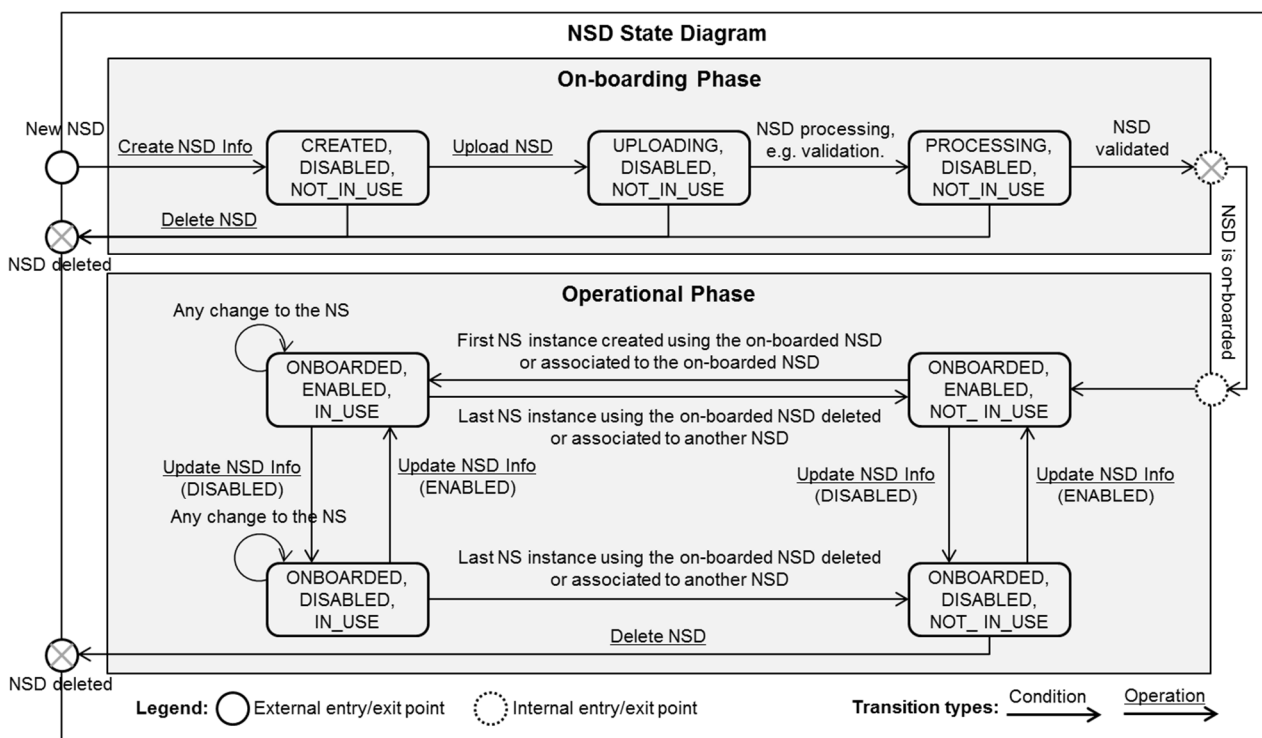 NSD State Diagram
On-boarding Phase
New NSD
Create NSD Info
CREATED,
DISABLED,
NOT_IN_USE
Upload NSD
UPLOADING,
DISABLED,
NOT_IN_USE
NSD processing,
e.g. validation.
PROCESSING,
DISABLED,
NOT_IN_USE
NSD
validated
Delete NSD
NSD deleted
NSD is on-boarded
Operational Phase
Any change to the NS
ONBOARDED,
ENABLED,
IN_USE
First NS instance created using the on-boarded NSD
or associated to the on-boarded NSD
Last NS instance using the on-boarded NSD deleted
or associated to another NSD
ONBOARDED,
ENABLED,
NOT_ IN_USE
Update NSD Info
(DISABLED)
Update NSD Info
(ENABLED)
Update NSD Info
(DISABLED)
Update NSD Info
(ENABLED)
Any change to the NS
ONBOARDED,
DISABLED,
IN_USE
Last NS instance using the on-boarded NSD deleted
or associated to another NSD
ONBOARDED,
DISABLED,
NOT_ IN_USE
Delete NSD
NSD deleted
Legend:
External entry/exit point
Internal entry/exit point
Transition types:
Condition
Operation